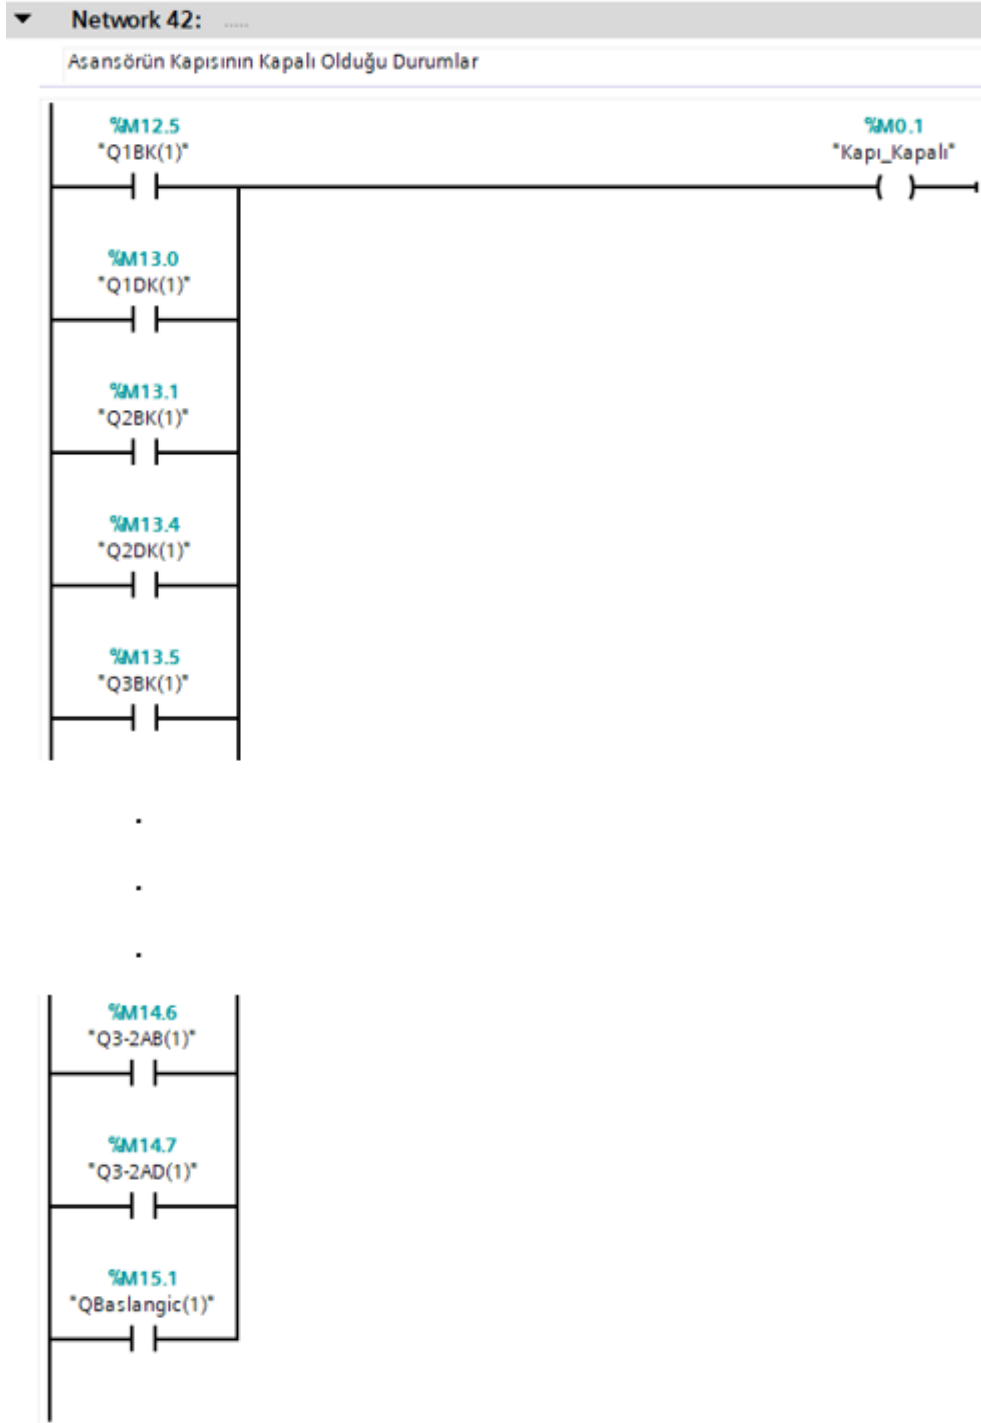 Network 42: .....
Asansörün Kapısının Kapalı Olduğu Durumlar
%M12.5
"Q1BK(1)"
%M0.1
"Kapı_Kapalı"
%M13.0
"Q1DK(1)"
%M13.1
"Q2BK(1)"
%M13.4
"Q2DK(1)"
%M13.5
"Q3BK(1)"
.
.
.
%M14.6
"Q3-2AB(1)"
%M14.7
"Q3-2AD(1)"
%M15.1
"QBaslangic(1)"